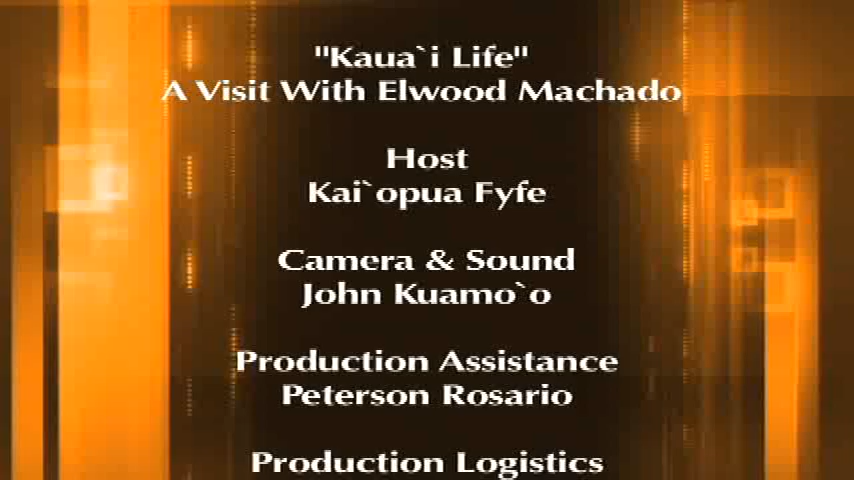 "Kaua`i Life"
A Visit With Elwood Machado
Host
Kai`opua Fyfe
Camera & Sound
John Kuamo`o
Production Assistance
Peterson Rosario
Production Logistics